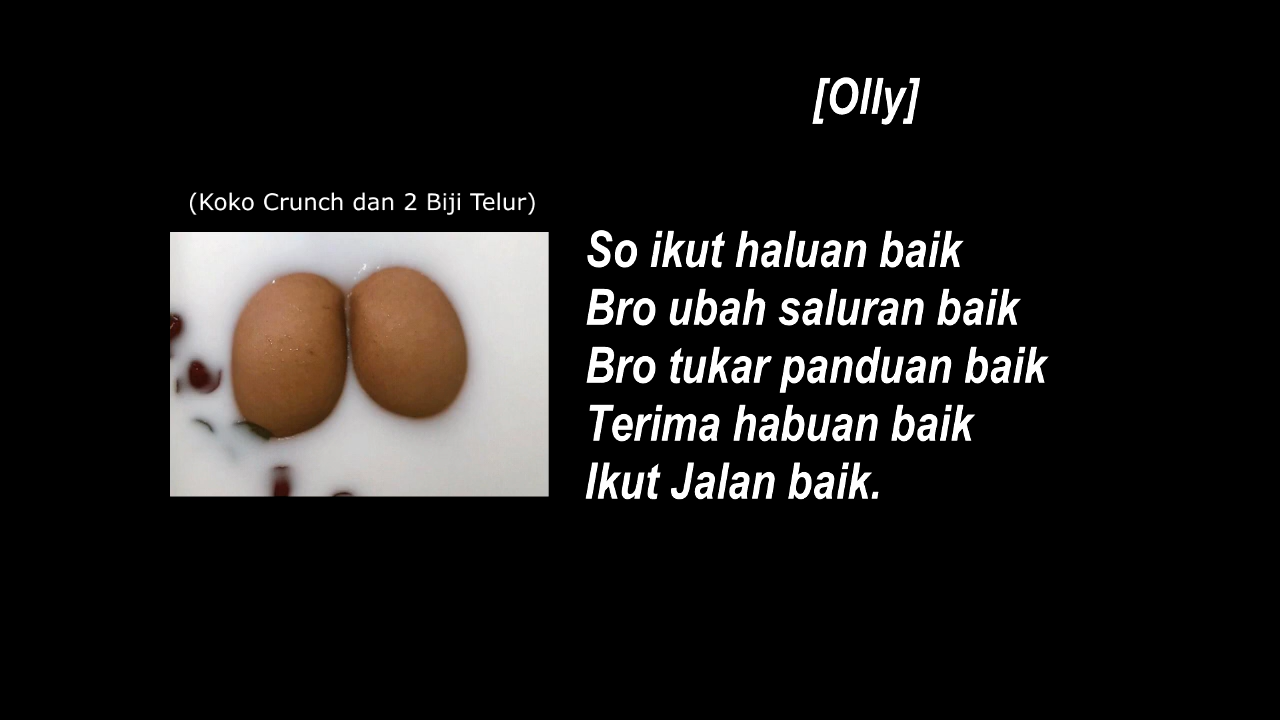 [Olly]
(Koko Crunch dan 2 Biji Telur)
So ikut haluan baik
Bro ubah saluran baik
Bro tukar panduan baik
Terima habuan baik
Ikut Jalan baik.